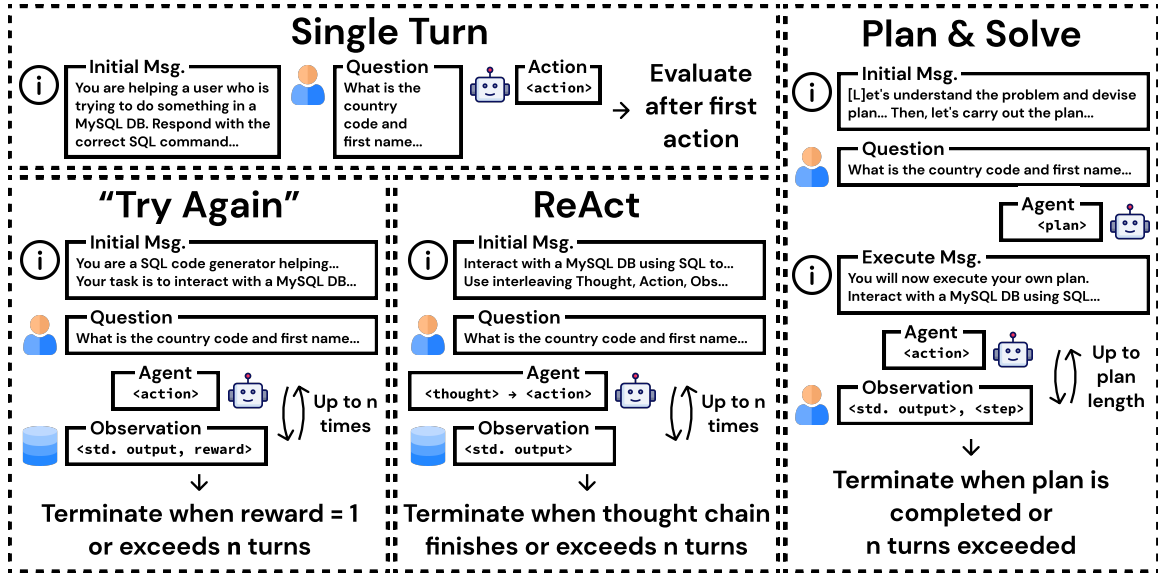 Single Turn
Initial Msg.
You are helping a user who is
trying to do something in a
MySQL DB. Respond with the
correct SQL command...
Question
What is the
country
code and
first name...
Action
<action>
→
Evaluate
after first
action
“Try Again”
Initial Msg.
You are a SQL code generator helping...
Your task is to interact with a MySQL DB...
Question
What is the country code and first name...
Agent
<action>
Up to n
times
Observation
<std. output, reward>
Terminate when reward = 1
or exceeds n turns
ReAct
Initial Msg.
Interact with a MySQL DB using SQL to...
Use interleaving Thought, Action, Obs...
Question
What is the country code and first name...
Agent
<thought> → <action>
Up to n
times
Observation
<std. output>
Terminate when thought chain
finishes or exceeds n turns
Plan & Solve
Initial Msg.
[L]et's understand the problem and devise
plan... Then, let's carry out the plan...
Question
What is the country code and first name...
Agent
<plan>
Execute Msg.
You will now execute your own plan.
Interact with a MySQL DB using SQL...
Agent
<action>
Up to
plan
length
Observation
<std. output>, <step>
Terminate when plan is
completed or
n turns exceeded